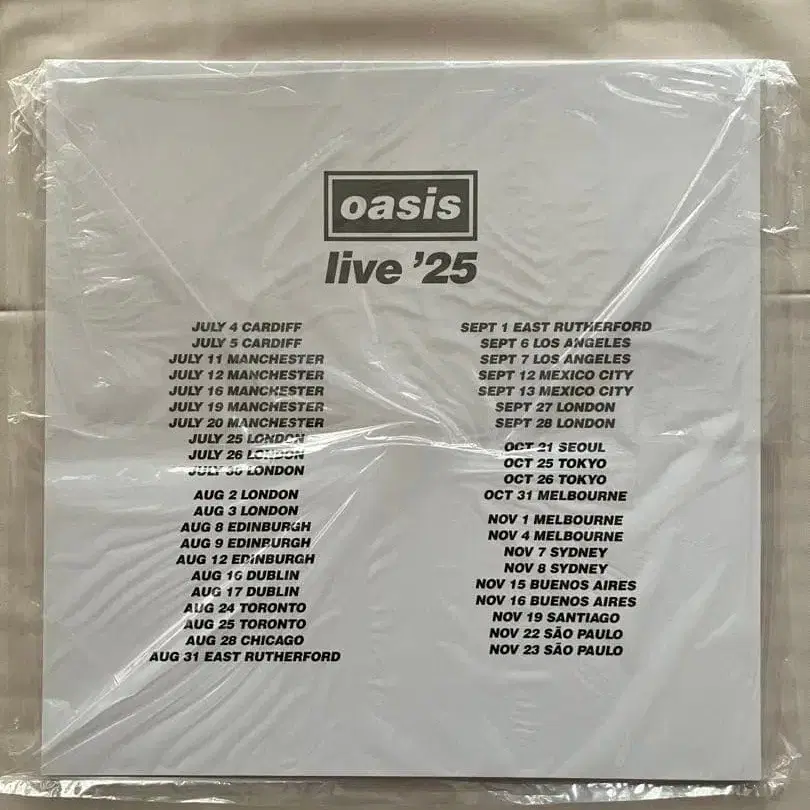 oasis
live '25
JULY 4 CARDIFF
JULY 5 CARDIFF
JULY 11 MANCHESTER
JULY 12 MANCHESTER
JULY 16 MANCHESTER
JULY 19 MANCHESTER
JULY 20 MANCHESTER
JULY 25 LONDON
JULY 26 LONDON
JULY 30 LONDON
AUG 2 LONDON
AUG 3 LONDON
AUG 8 EDINBURGH
AUG 9 EDINBURGH
AUG 12 EDINBURGH
AUG 16 DUBLIN
AUG 17 DUBLIN
AUG 24 TORONTO
AUG 25 TORONTO
AUG 28 CHICAGO
AUG 31 EAST RUTHERFORD
SEPT 1 EAST RUTHERFORD
SEPT 6 LOS ANGELES
SEPT 7 LOS ANGELES
SEPT 12 MEXICO CITY
SEPT 13 MEXICO CITY
SEPT 27 LONDON
SEPT 28 LONDON
OCT 21 SEOUL
OCT 25 TOKYO
OCT 26 TOKYO
OCT 31 MELBOURNE
NOV 1 MELBOURNE
NOV 4 MELBOURNE
NOV 7 SYDNEY
NOV 8 SYDNEY
NOV 15 BUENOS AIRES
NOV 16 BUENOS AIRES
NOV 19 SANTIAGO
NOV 22 SÃO PAULO
NOV 23 SÃO PAULO